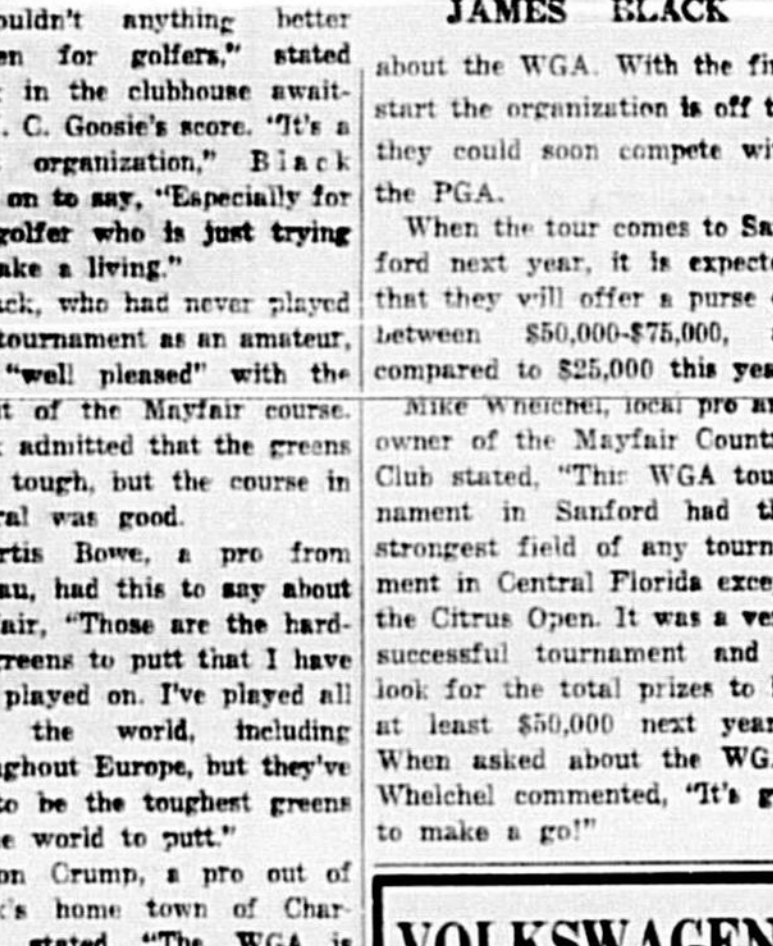 ouldn't anything better
en for golfers," stated
in the clubhouse await-
. C. Goosie's score. "It's a
organization," Black
on to say, "Especially for
golfer who is just trying
ake a living."
ck, who had never played
tournament as an amateur,
"well pleased" with the
t of the Mayfair course.
admitted that the greens
tough, but the course in
ral was good.
rtis Bowe, a pro from
au, had this to say about
air, "Those are the hard-
greens to putt that I have
played on. I've played all
the world, including
ughout Europe, but they've
to be the toughest greens
e world to putt."
on Crump, a pro out of
's home town of Char-
stated "The WGA is
JAMES BLACK
about the WGA. With the fin
start the organization is off t
they could soon compete wi
the PGA.
When the tour comes to Sa
ford next year, it is expecte
that they will offer a purse
between $50,000-$75,000,
compared to $25,000 this yea
Mike Whelchel, local pro an
owner of the Mayfair Count
Club stated, "This WGA tou
nament in Sanford had th
strongest field of any tourn
ment in Central Florida exce
the Citrus Open. It was a ve
successful tournament and
look for the total prizes to
at least $50,000 next year
When asked about the WG
Whelchel commented, "It's g
to make a go!"
VOLKSWAGEN